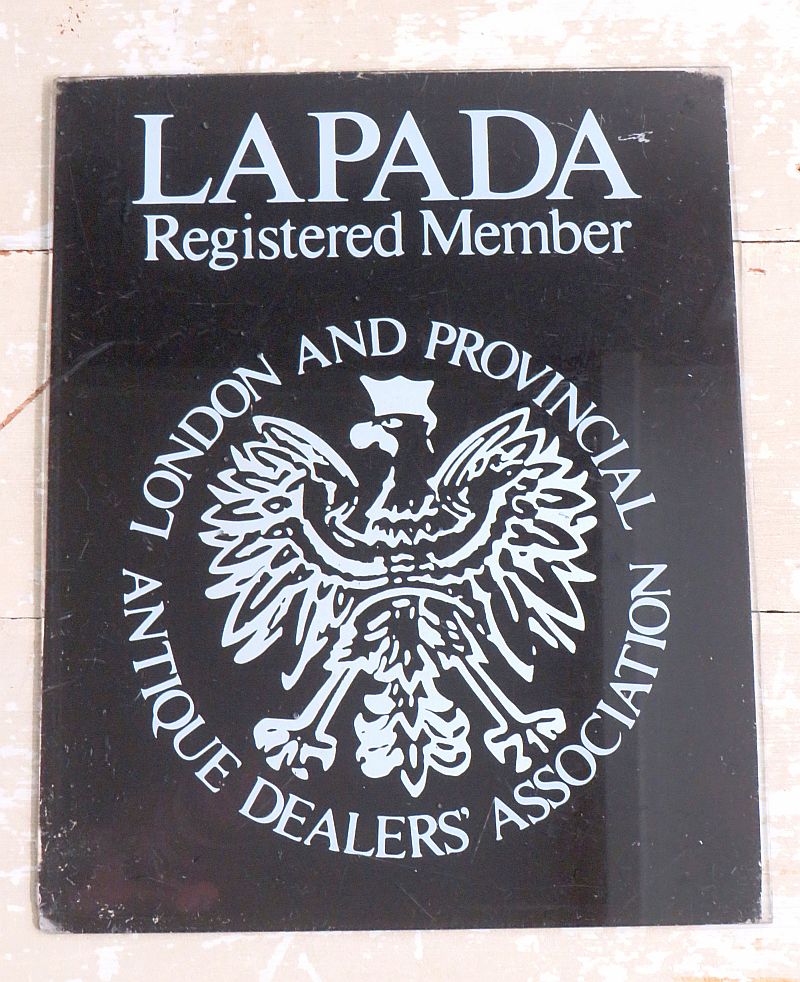 LAPADA
Registered Member
LONDON AND PROVINCIAL
ANTIQUE DEALERS' ASSOCIATION